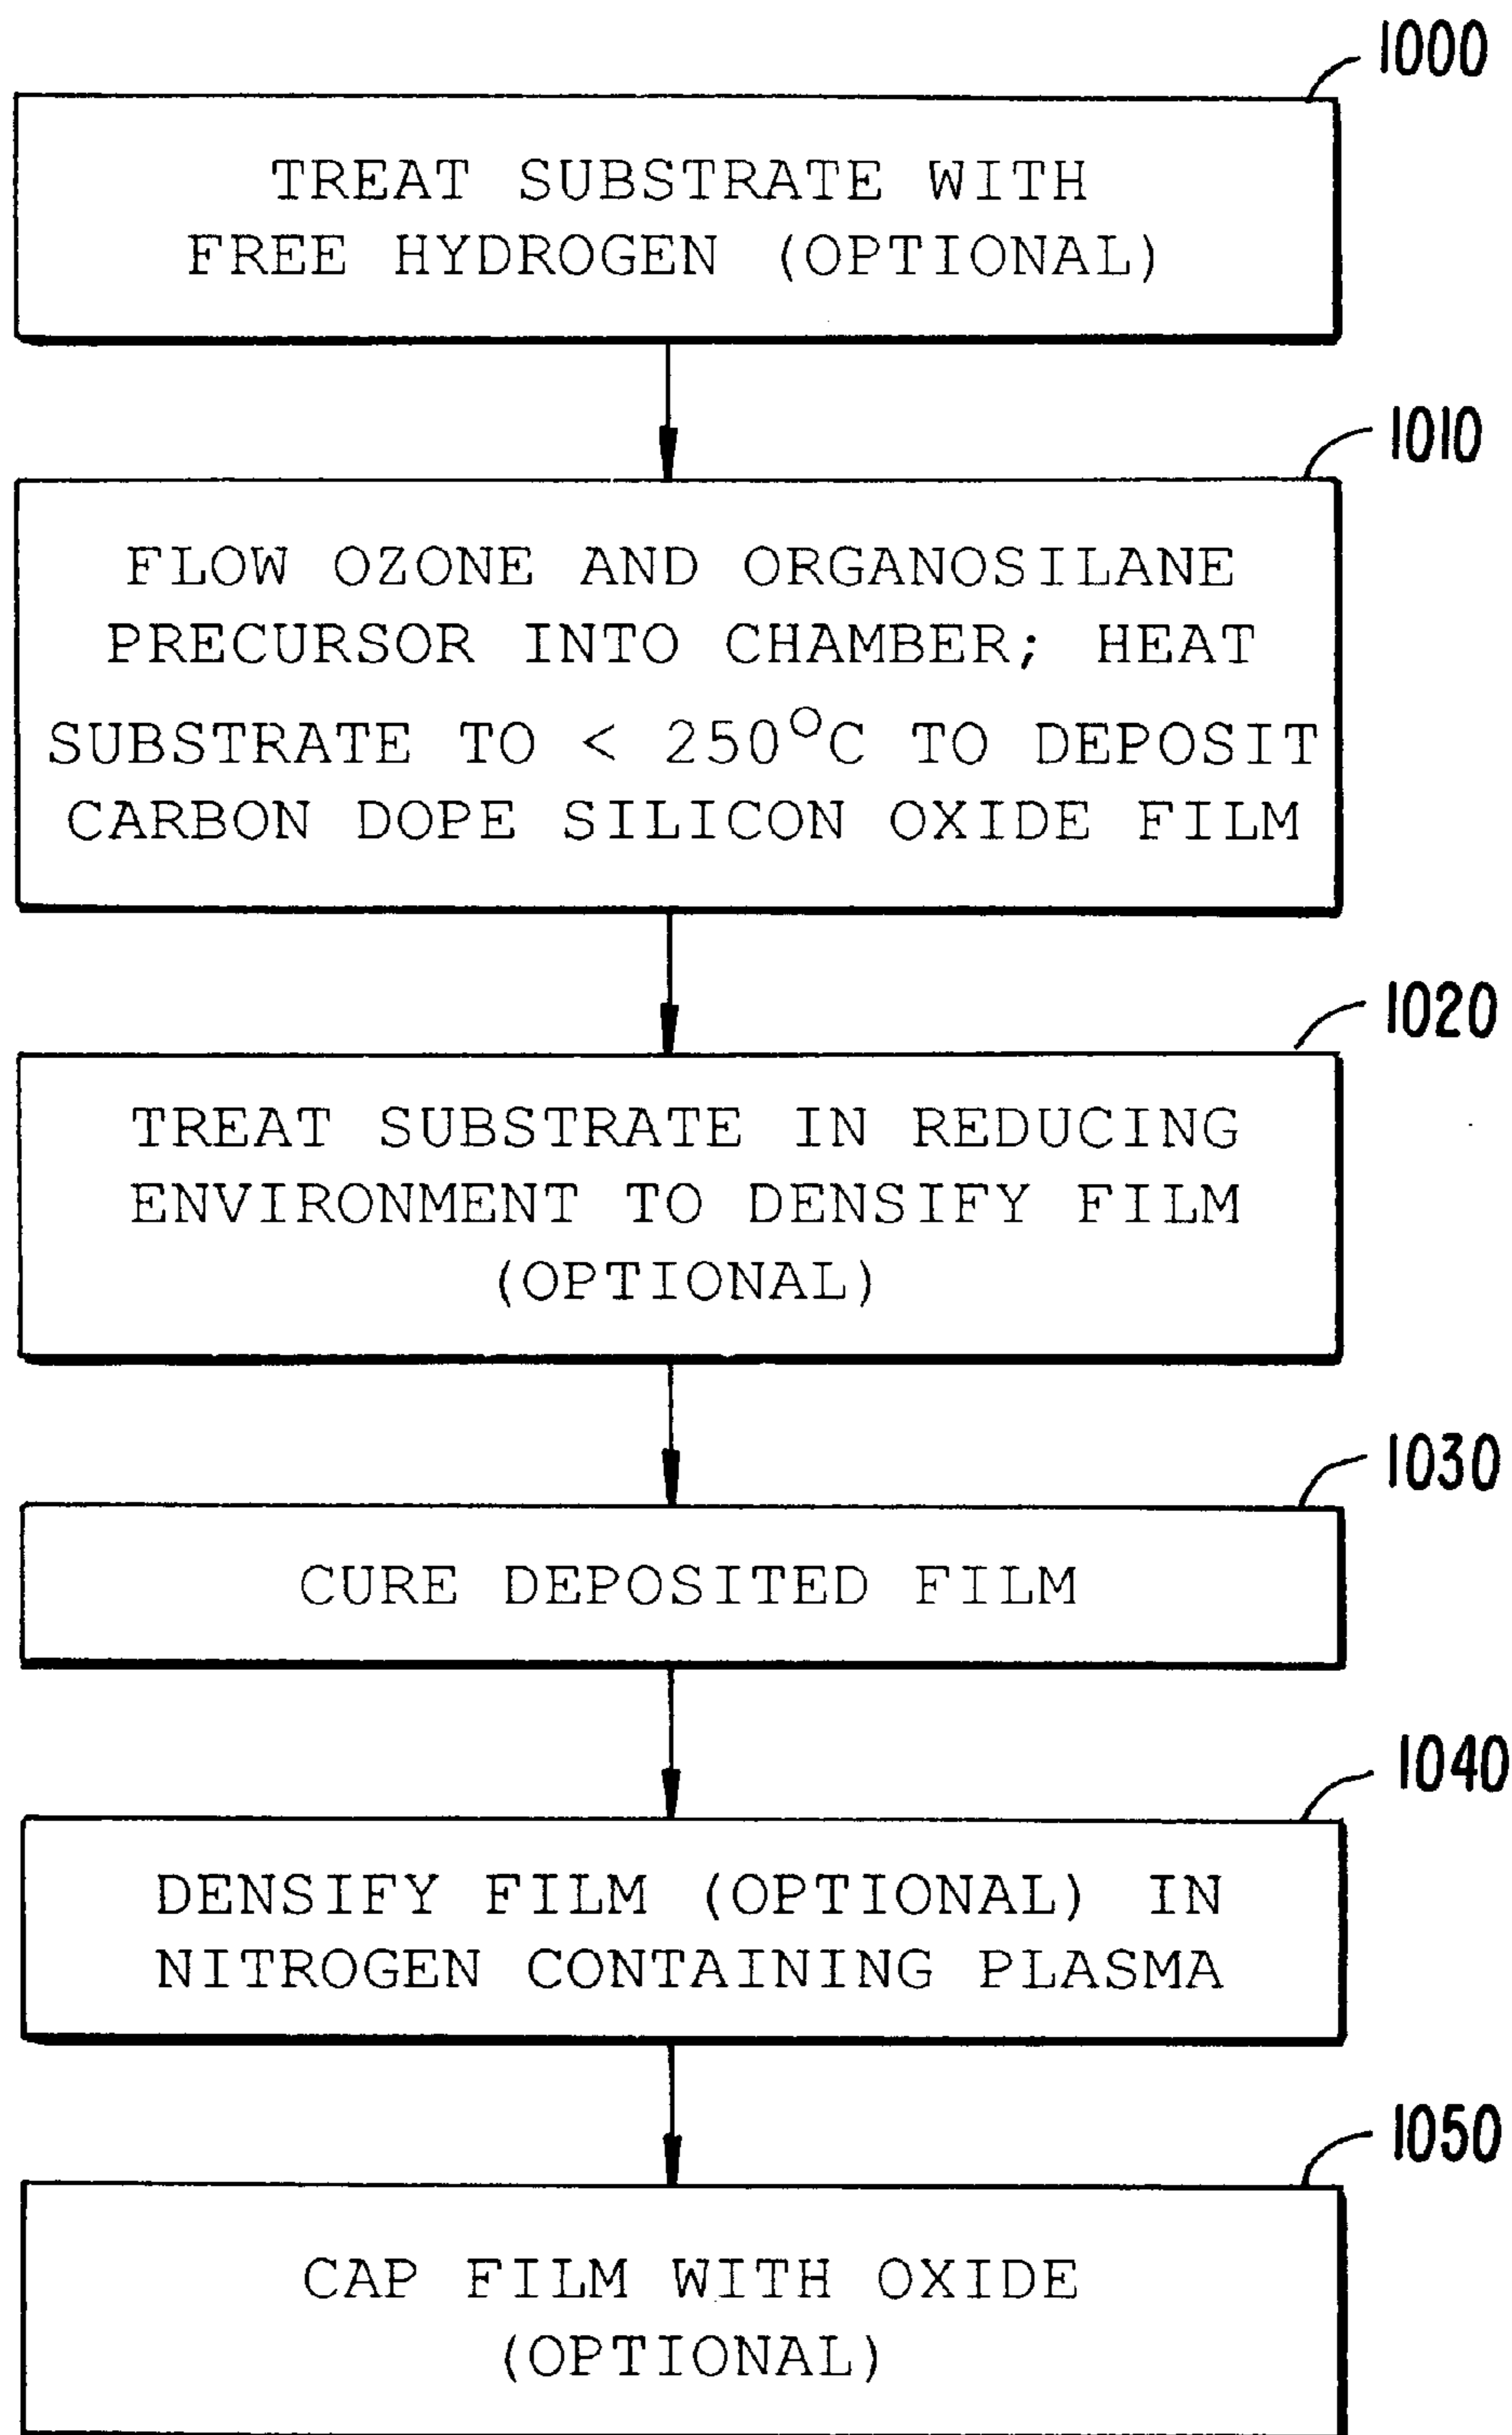 1000
TREAT SUBSTRATE WITH
FREE HYDROGEN (OPTIONAL)
1010
FLOW OZONE AND ORGANOSILANE
PRECURSOR INTO CHAMBER; HEAT
SUBSTRATE TO < 250°C TO DEPOSIT
CARBON DOPE SILICON OXIDE FILM
1020
TREAT SUBSTRATE IN REDUCING
ENVIRONMENT TO DENSIFY FILM
(OPTIONAL)
1030
CURE DEPOSITED FILM
1040
DENSIFY FILM (OPTIONAL) IN
NITROGEN CONTAINING PLASMA
1050
CAP FILM WITH OXIDE
(OPTIONAL)